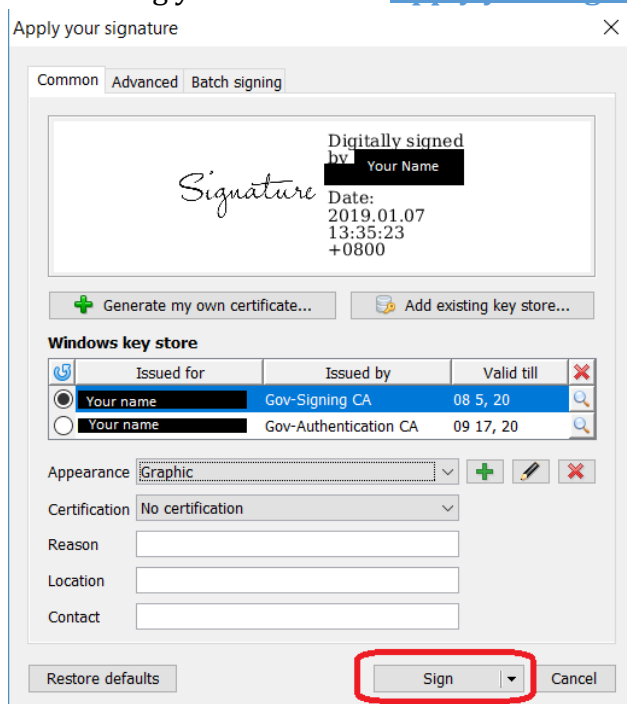 Apply your signature
Common Advanced Batch signing
Signature
Digitally signed
by Your Name
Date:
2019.01.07
13:35:23
+0800
Generate my own certificate... Add existing key store...
Windows key store
Issued for Issued by Valid till
Your name Gov-Signing CA 08 5, 20
Your name Gov-Authentication CA 09 17, 20
Appearance Graphic
Certification No certification
Reason
Location
Contact
Restore defaults Sign Cancel